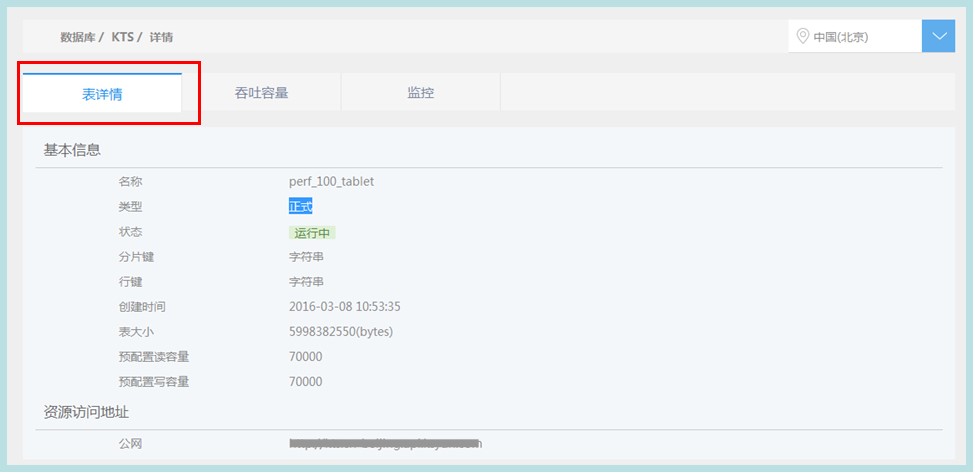 数据库 / KTS / 详情 中国(北京)
表详情 吞吐容量 监控
基本信息
名称 perf_100_tablet
类型 正式
状态 运行中
分片键 字符串
行键 字符串
创建时间 2016-03-08 10:53:35
表大小 5998382550(bytes)
预配置读容量 70000
预配置写容量 70000
资源访问地址
公网